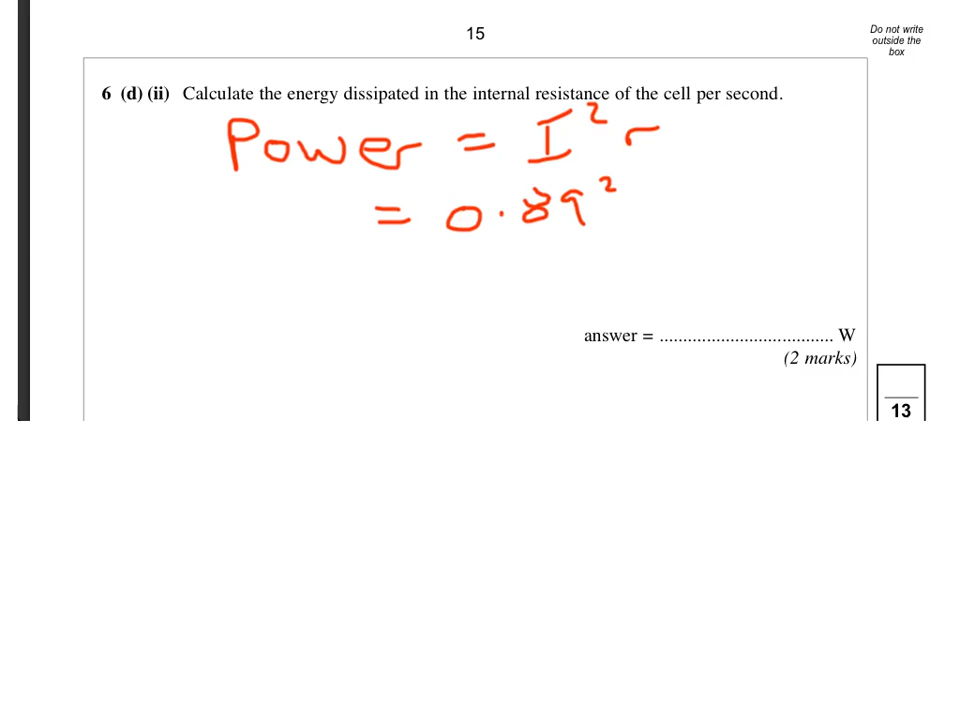 15
Do not write
outside the
box
6 (d) (ii) Calculate the energy dissipated in the internal resistance of the cell per second.
Power = I² r
= 0.89²
answer = ..................................... W
(2 marks)
13